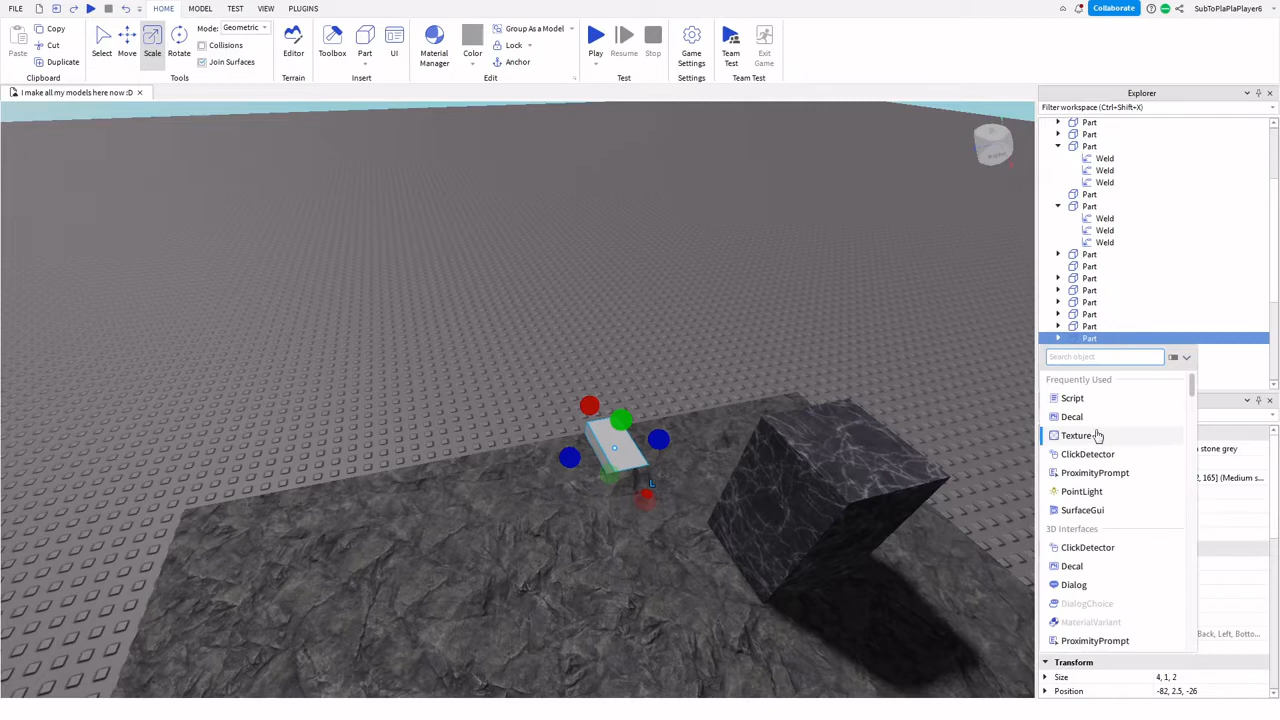 FILE HOME MODEL TEST VIEW PLUGINS Collaborate SubToPlaPlaPlayer6
Paste Copy Cut Duplicate Clipboard
Select Move Scale Rotate Mode: Geometric Collisions Join Surfaces Tools
Editor Terrain
Toolbox Part UI Insert
Material Manager Color Group As a Model Lock Anchor Edit
Play Resume Stop Test
Game Settings Settings
Team Test Exit Game Team Test
I make all my models here now :D
Explorer
Filter workspace (Ctrl+Shift+X)
Part
Part
Part
Weld
Weld
Weld
Part
Part
Weld
Weld
Weld
Part
Part
Part
Part
Part
Part
Part
Part
Search object
Frequently Used
Script
Decal
Texture
ClickDetector
ProximityPrompt
PointLight
SurfaceGui
3D Interfaces
ClickDetector
Decal
Dialog
DialogChoice
MaterialVariant
ProximityPrompt
stone grey
, 165] (Medium s...
Back, Left, Botto...
Transform
Size 4, 1, 2
Position -82, 2.5, -26
L